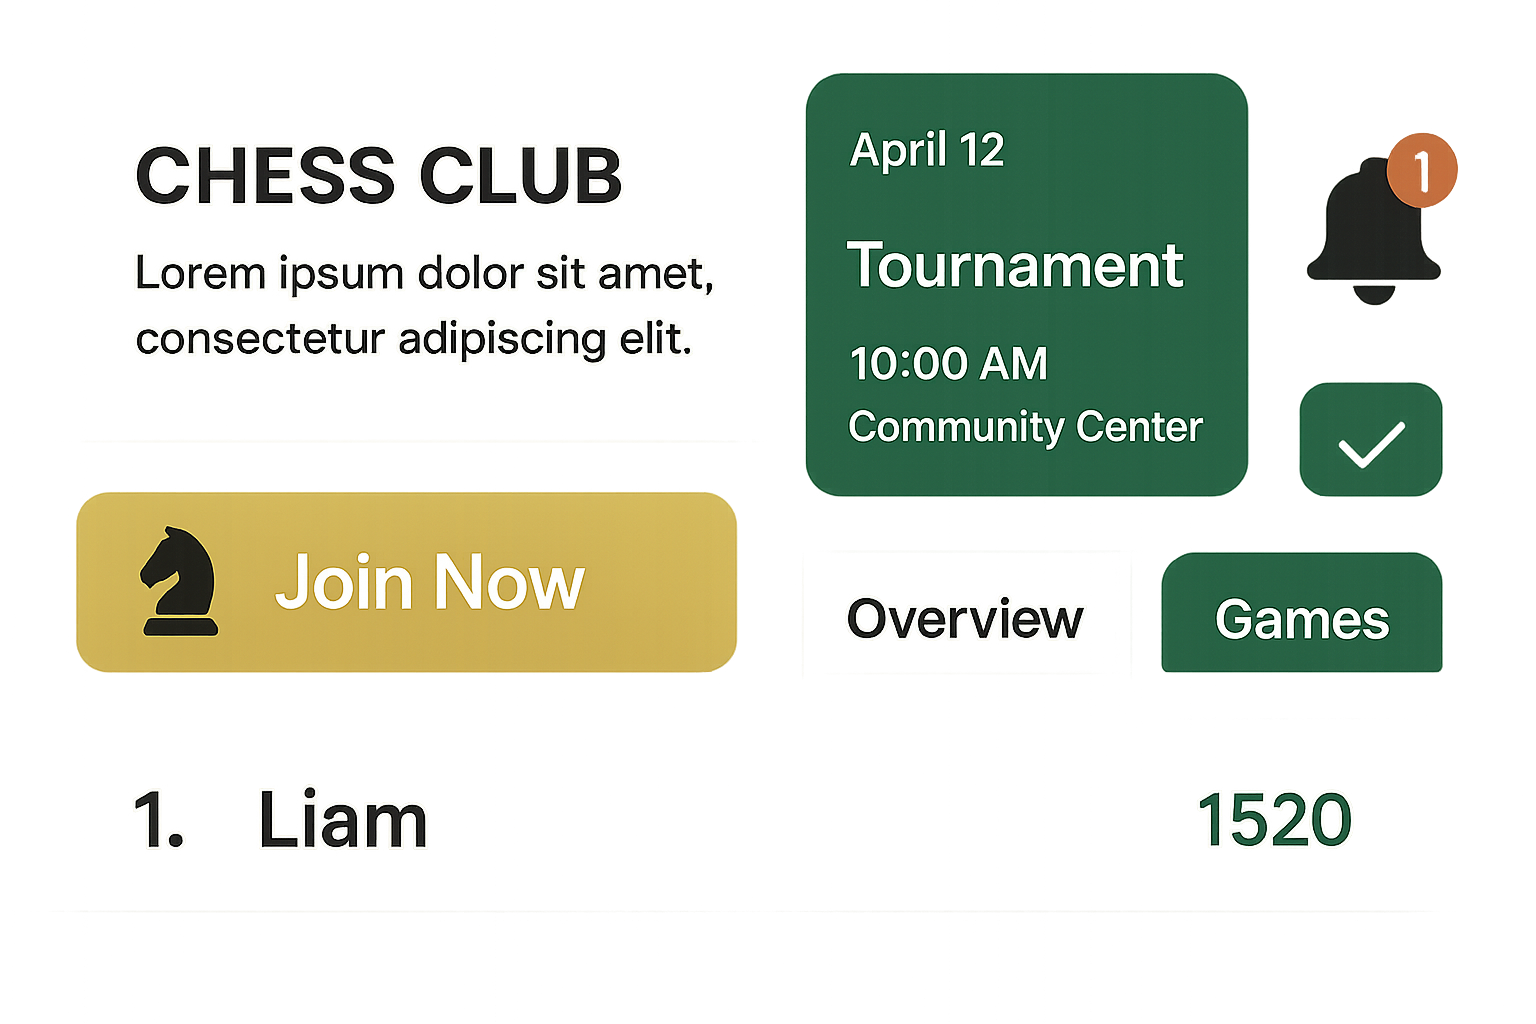 CHESS CLUB
Lorem ipsum dolor sit amet,
consectetur adipiscing elit.
April 12
Tournament
10:00 AM
Community Center
1
Join Now
Overview
Games
1. Liam 1520